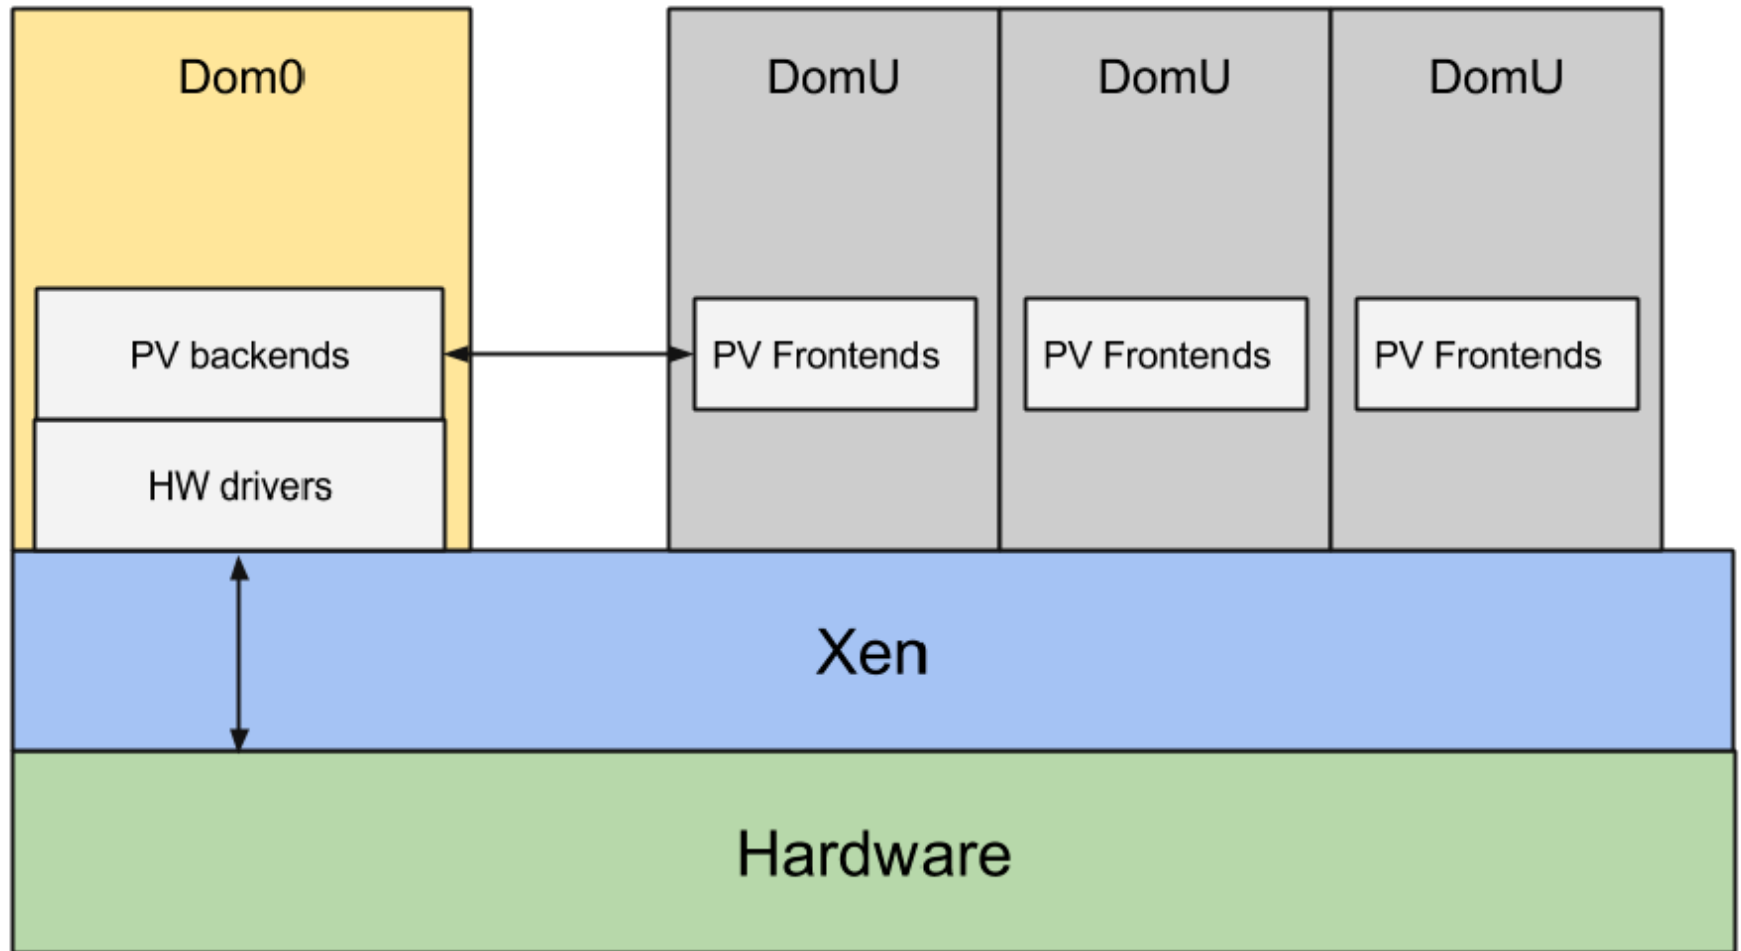 Dom0
DomU
DomU
DomU
PV backends
PV Frontends
PV Frontends
PV Frontends
HW drivers
Xen
Hardware